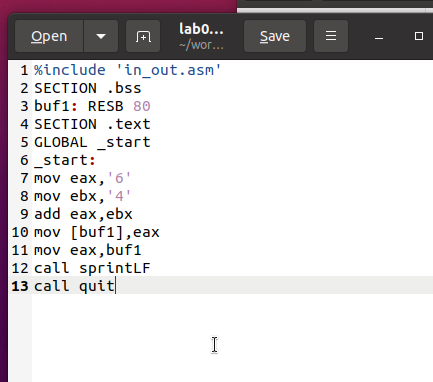 Open
lab0...
~/wor...
Save
1 %include 'in_out.asm'
2 SECTION .bss
3 buf1: RESB 80
4 SECTION .text
5 GLOBAL _start
6 _start:
7 mov eax,'6'
8 mov ebx,'4'
9 add eax,ebx
10 mov [buf1],eax
11 mov eax,buf1
12 call sprintLF
13 call quit